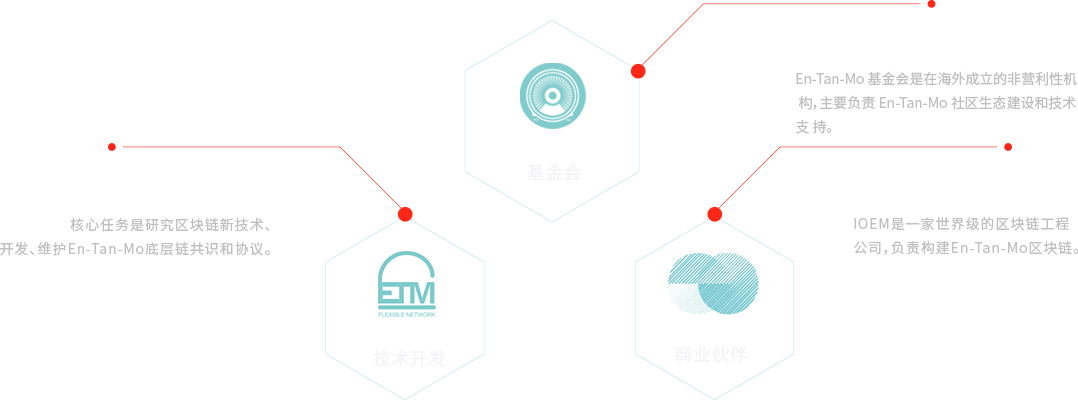 En-Tan-Mo 基金会是在海外成立的非营利性机
构，主要负责 En-Tan-Mo 社区生态建设和技术
支 持。
基金会
核心任务是研究区块链新技术、
开发、维护En-Tan-Mo底层链共识和协议。
ETM
FLEXIBLE NETWORK
技术开发
IOEM是一家世界级的区块链工程
公司，负责构建En-Tan-Mo区块链。
商业伙伴